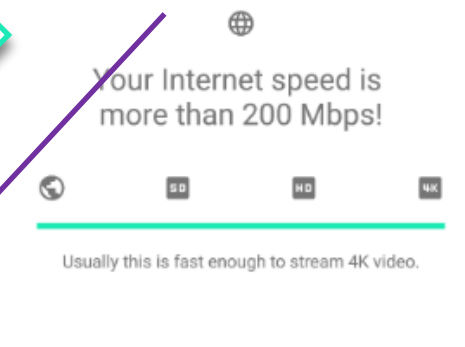 Your Internet speed is
more than 200 Mbps!
SD HD 4K
Usually this is fast enough to stream 4K video.